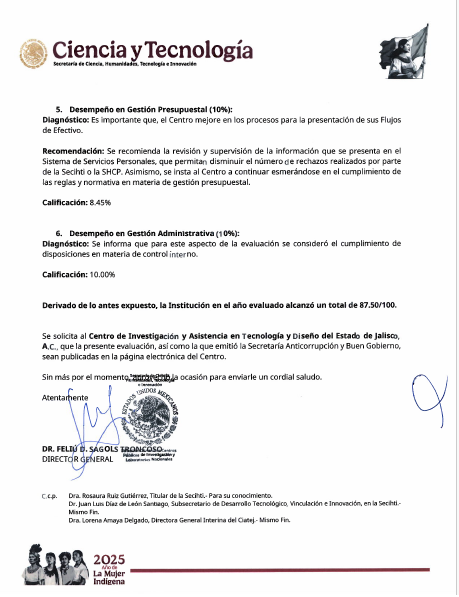 Ciencia y Tecnología
Secretaría de Ciencia, Humanidades, Tecnología e Innovación
5. Desempeño en Gestión Presupuestal (10%):
Diagnóstico: Es importante que, el Centro mejore en los procesos para la presentación de sus Flujos
de Efectivo.
Recomendación: Se recomienda la revisión y supervisión de la información que se presenta en el
Sistema de Servicios Personales, que permitan disminuir el número de rechazos realizados por parte
de la Secihti o la SHCP. Asimismo, se insta al Centro a continuar esmerándose en el cumplimiento de
las reglas y normativa en materia de gestión presupuestal.
Calificación: 8.45%
6. Desempeño en Gestión Administrativa (10%):
Diagnóstico: Se informa que para este aspecto de la evaluación se consideró el cumplimiento de
disposiciones en materia de control interno.
Calificación: 10.00%
Derivado de lo antes expuesto, la Institución en el año evaluado alcanzó un total de 87.50/100.
Se solicita al Centro de Investigación y Asistencia en Tecnología y Diseño del Estado de Jalisco,
A.C., que la presente evaluación, así como la que emitió la Secretaría Anticorrupción y Buen Gobierno,
sean publicadas en la página electrónica del Centro.
Sin más por el momento, la ocasión para enviarle un cordial saludo.
Atentamente
ESTADOS UNIDOS MEXICANOS
DR. FELIÚ D. SAGOLS TRONCOSO
DIRECTOR GENERAL
C.c.p. Dra. Rosaura Ruiz Gutiérrez, Titular de la Secihti.- Para su conocimiento.
Dr. Juan Luis Díaz de León Santiago, Subsecretario de Desarrollo Tecnológico, Vinculación e Innovación, en la Secihti.-
Mismo Fin.
Dra. Lorena Amaya Delgado, Directora General Interina del Ciatej.- Mismo Fin.
2025
Año de
La Mujer
Indígena